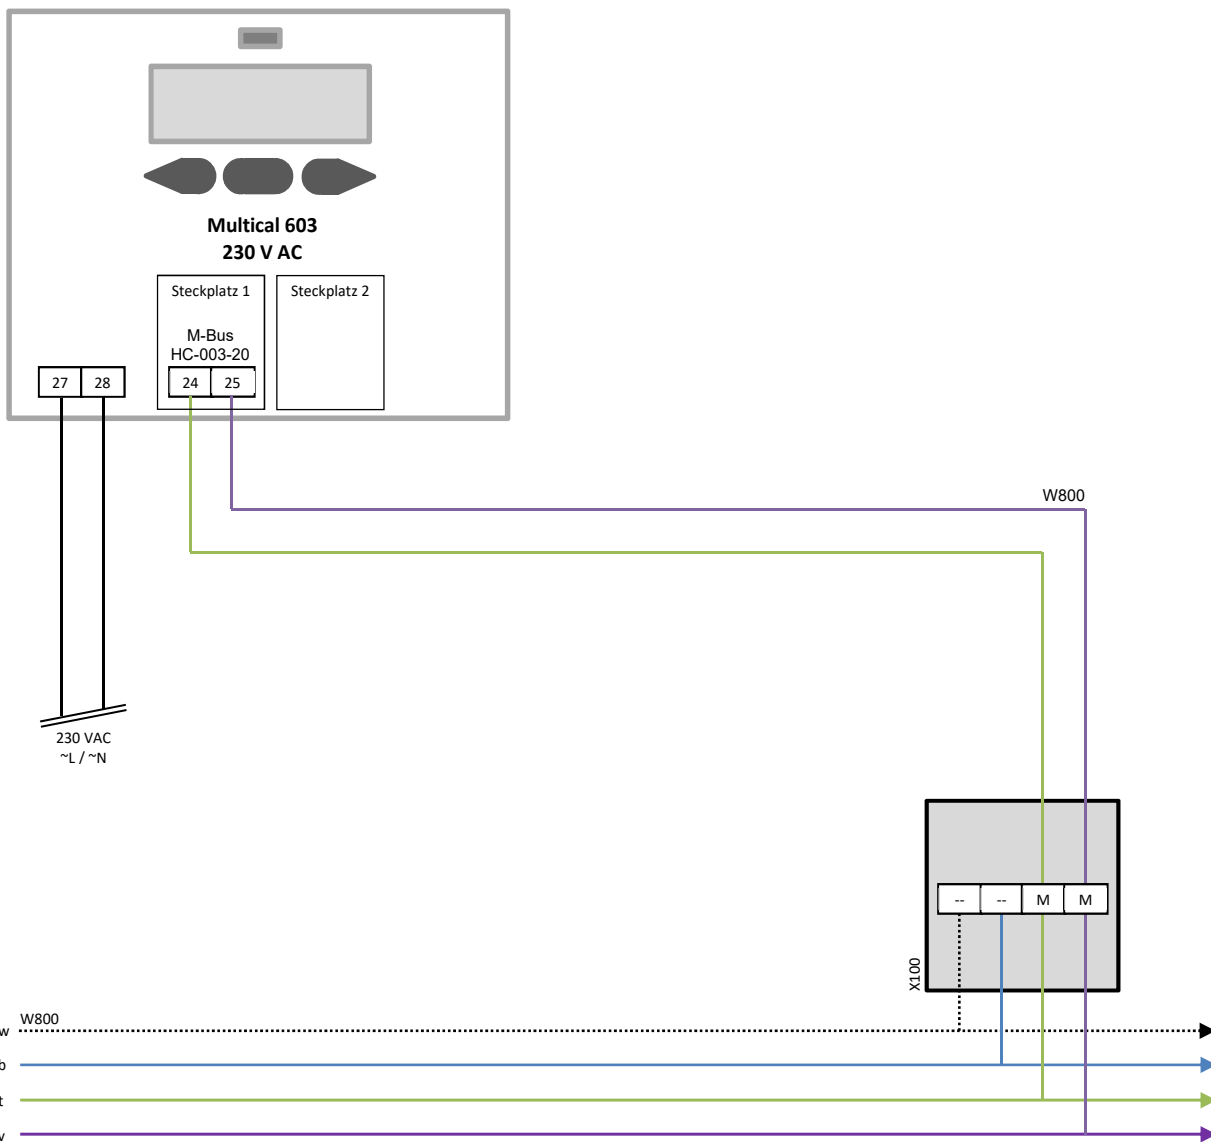 Multical 603
230 V AC
Steckplatz 1
Steckplatz 2
M-Bus
HC-003-20
27
28
24
25
W800
230 VAC
~L / ~N
--
--
M
M
X100
W800
w
b
t
v